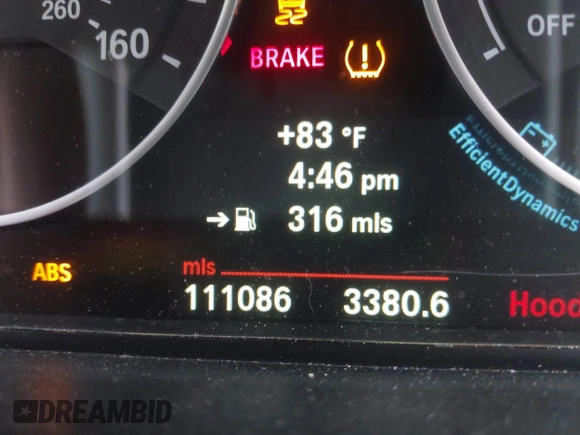 260
160
OFF
BRAKE
+83 °F
4:46 pm
→ 316 mls
EfficientDynamics
ABS
mls
111086 3380.6 Hood
DREAMBID